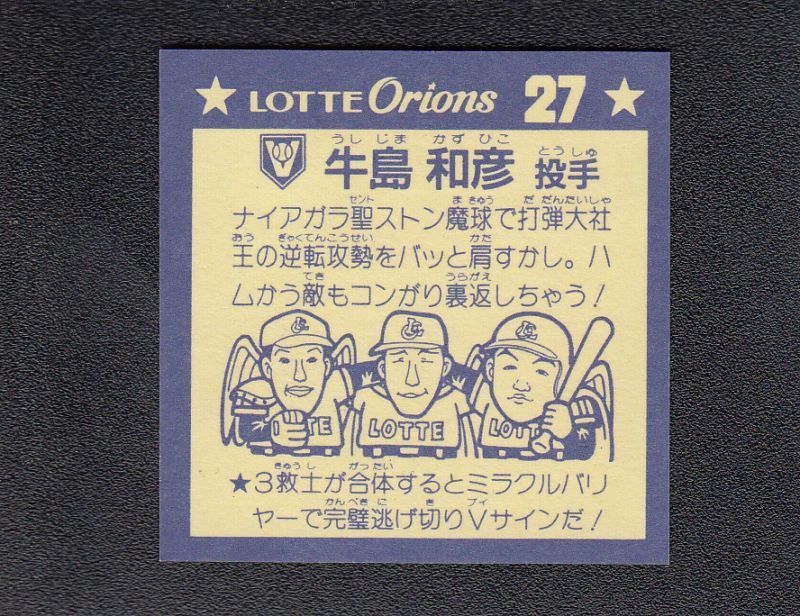 ★ LOTTE Orions 27 ★
うし じま かず ひこ とうしゅ
牛島 和彦 投手
セント ま きゅう だ だんたいしゃ
ナイアガラ聖ストン魔球で打弾大社
おう ぎゃくてんこうせい かた
王の逆転攻勢をバッと肩すかし。ハ
てき うらがえ
ムかう敵もコンがり裏返しちゃう!
LOTTE
LOTT
きゅうし がったい
★3救士が合体するとミラクルバリ
かんぺきに き ブイ
ヤーで完璧逃げ切りVサインだ!